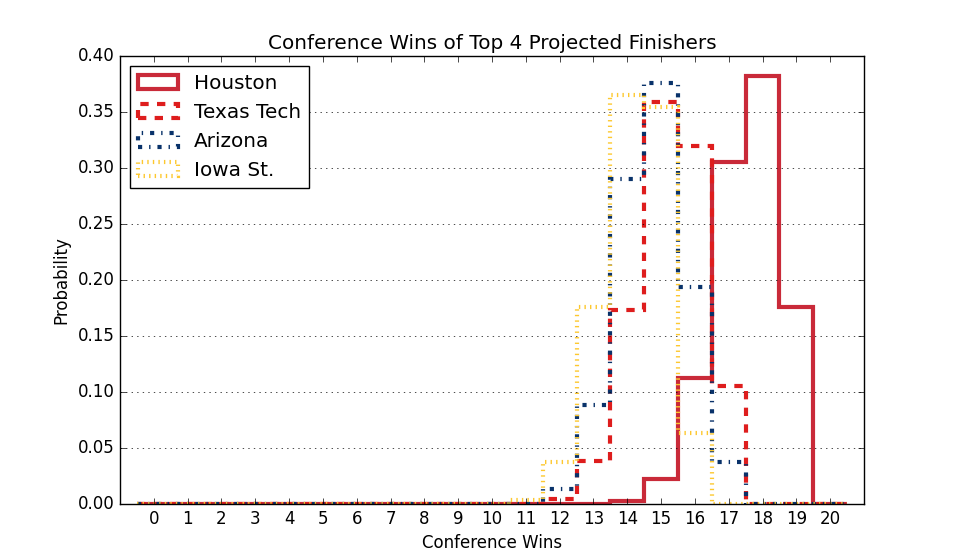 Conference Wins of Top 4 Projected Finishers
Houston
Texas Tech
Arizona
Iowa St.
Probability
0.40
0.35
0.30
0.25
0.20
0.15
0.10
0.05
0.00
0 1 2 3 4 5 6 7 8 9 10 11 12 13 14 15 16 17 18 19 20
Conference Wins